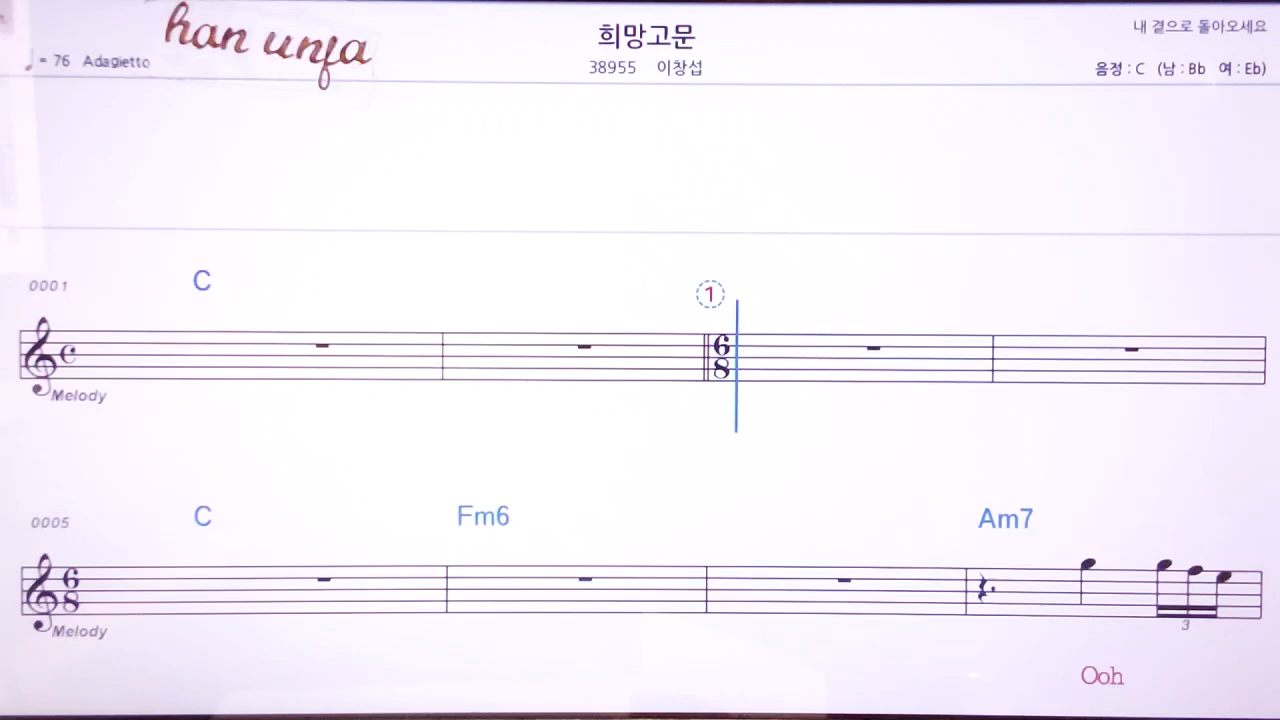 han unfa
희망고문
내 곁으로 돌아오세요
♩ = 76 Adagietto
38955 이창섭
음정 : C (남 : Bb 여 : Eb)
0001 C 1
6
8
Melody
0005 C Fm6 Am7
6
8
Melody
3
Ooh